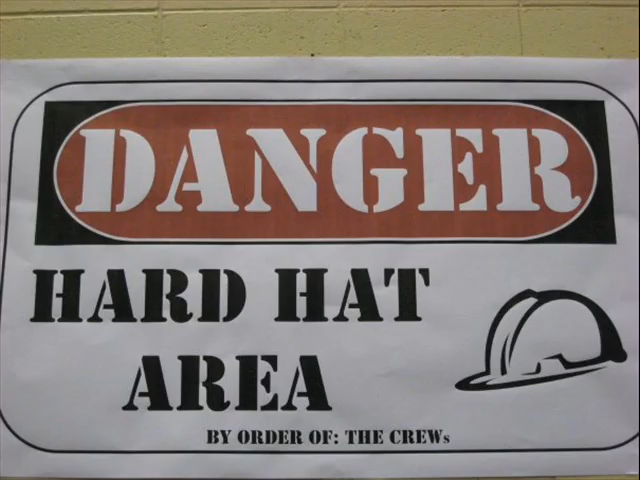 DANGER
HARD HAT
AREA
BY ORDER OF: THE CREWs